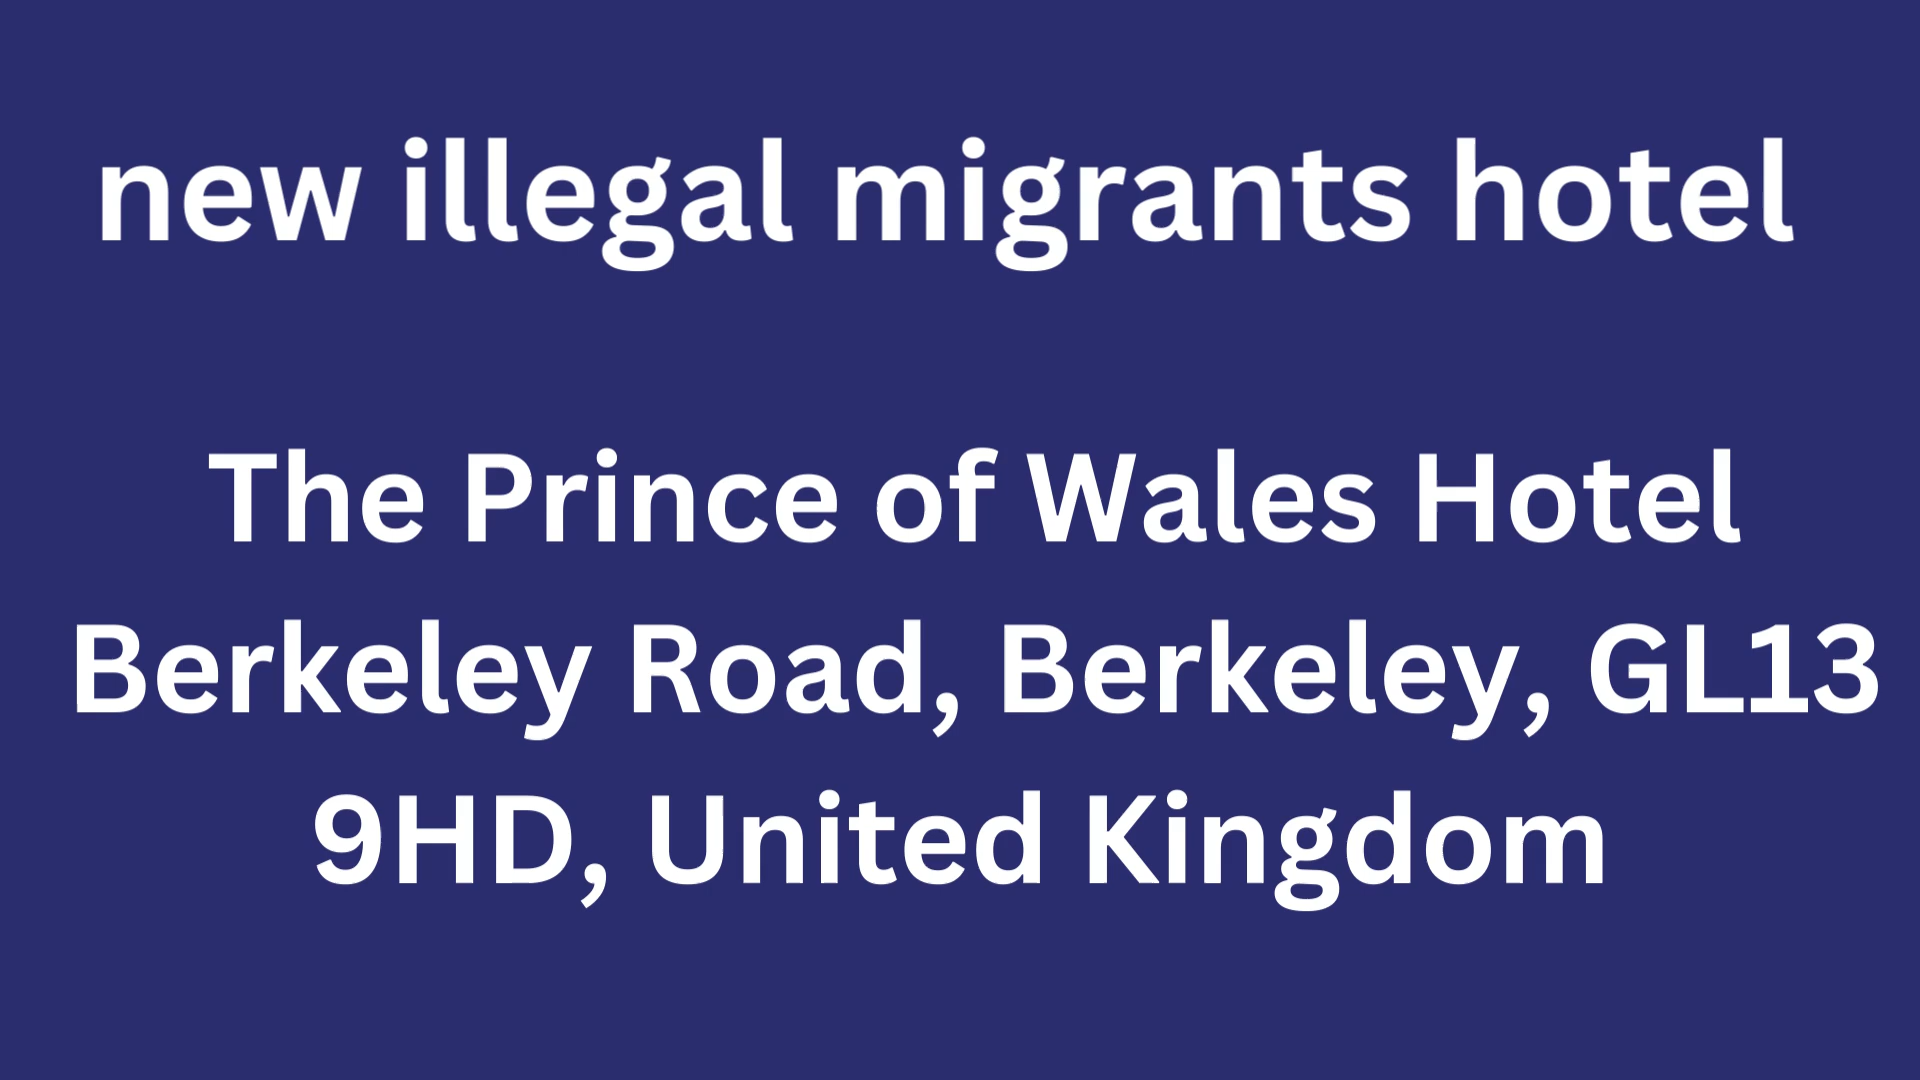 new illegal migrants hotel
The Prince of Wales Hotel
Berkeley Road, Berkeley, GL13
9HD, United Kingdom